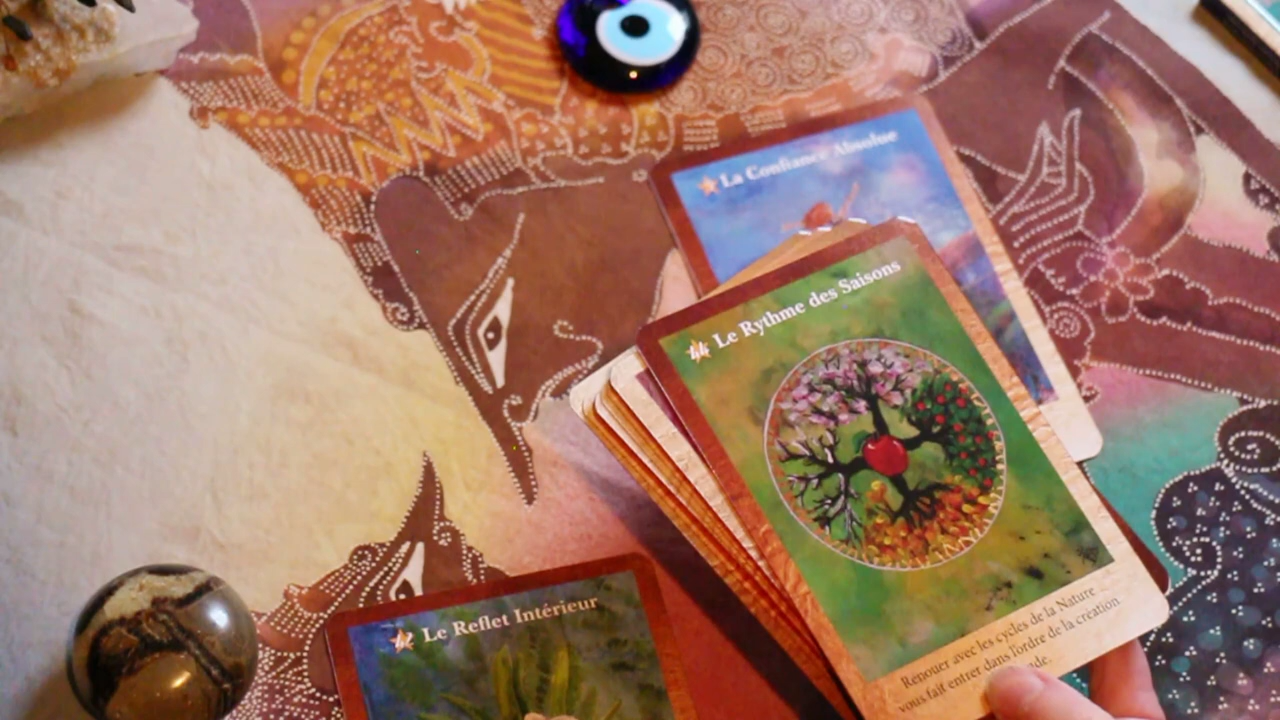 La Confiance Absolue
Le Rythme des Saisons
Renouer avec les cycles de la Nature
vous fait entrer dans l'ordre de la création
Le Reflet Intérieur